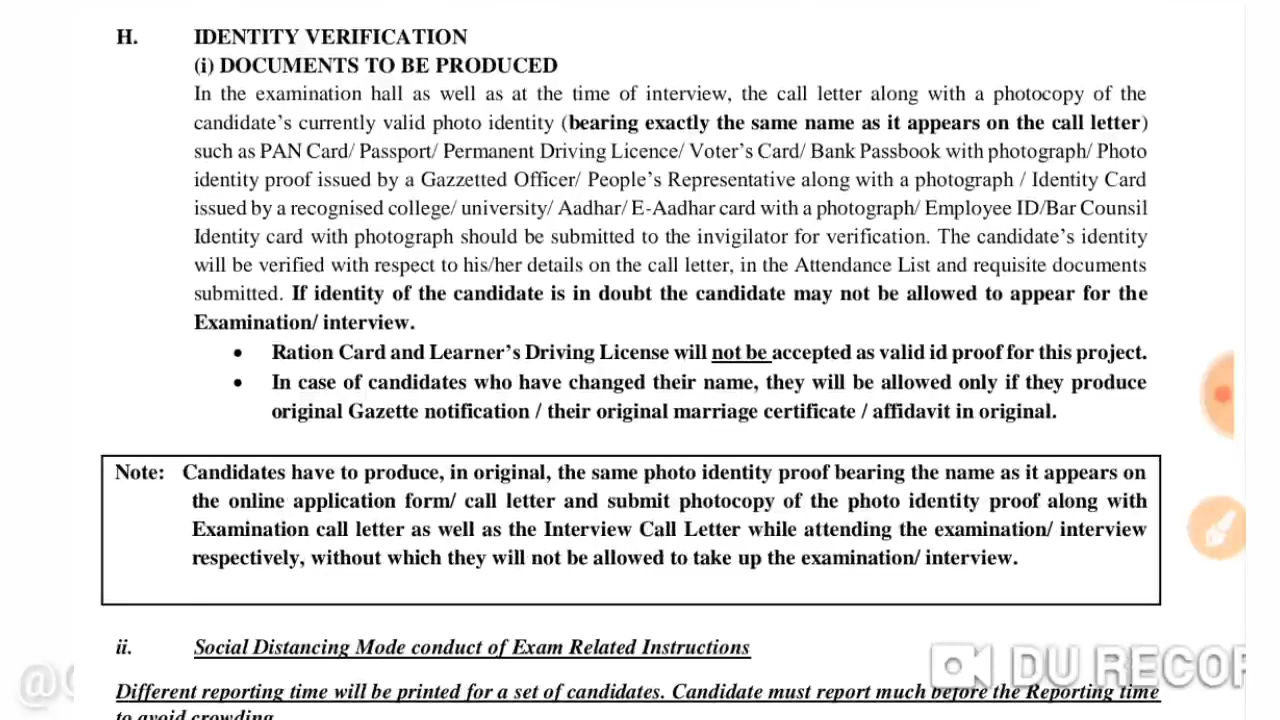 H. IDENTITY VERIFICATION
(i) DOCUMENTS TO BE PRODUCED
In the examination hall as well as at the time of interview, the call letter along with a photocopy of the
candidate's currently valid photo identity (bearing exactly the same name as it appears on the call letter)
such as PAN Card/ Passport/ Permanent Driving Licence/ Voter's Card/ Bank Passbook with photograph/ Photo
identity proof issued by a Gazzetted Officer/ People's Representative along with a photograph / Identity Card
issued by a recognised college/ university/ Aadhar/ E-Aadhar card with a photograph/ Employee ID/Bar Counsil
Identity card with photograph should be submitted to the invigilator for verification. The candidate's identity
will be verified with respect to his/her details on the call letter, in the Attendance List and requisite documents
submitted. If identity of the candidate is in doubt the candidate may not be allowed to appear for the
Examination/ interview.
• Ration Card and Learner's Driving License will not be accepted as valid id proof for this project.
• In case of candidates who have changed their name, they will be allowed only if they produce
original Gazette notification / their original marriage certificate / affidavit in original.
Note: Candidates have to produce, in original, the same photo identity proof bearing the name as it appears on
the online application form/ call letter and submit photocopy of the photo identity proof along with
Examination call letter as well as the Interview Call Letter while attending the examination/ interview
respectively, without which they will not be allowed to take up the examination/ interview.
ii. Social Distancing Mode conduct of Exam Related Instructions
DU RECOR
Different reporting time will be printed for a set of candidates. Candidate must report much before the Reporting time
to avoid crowding